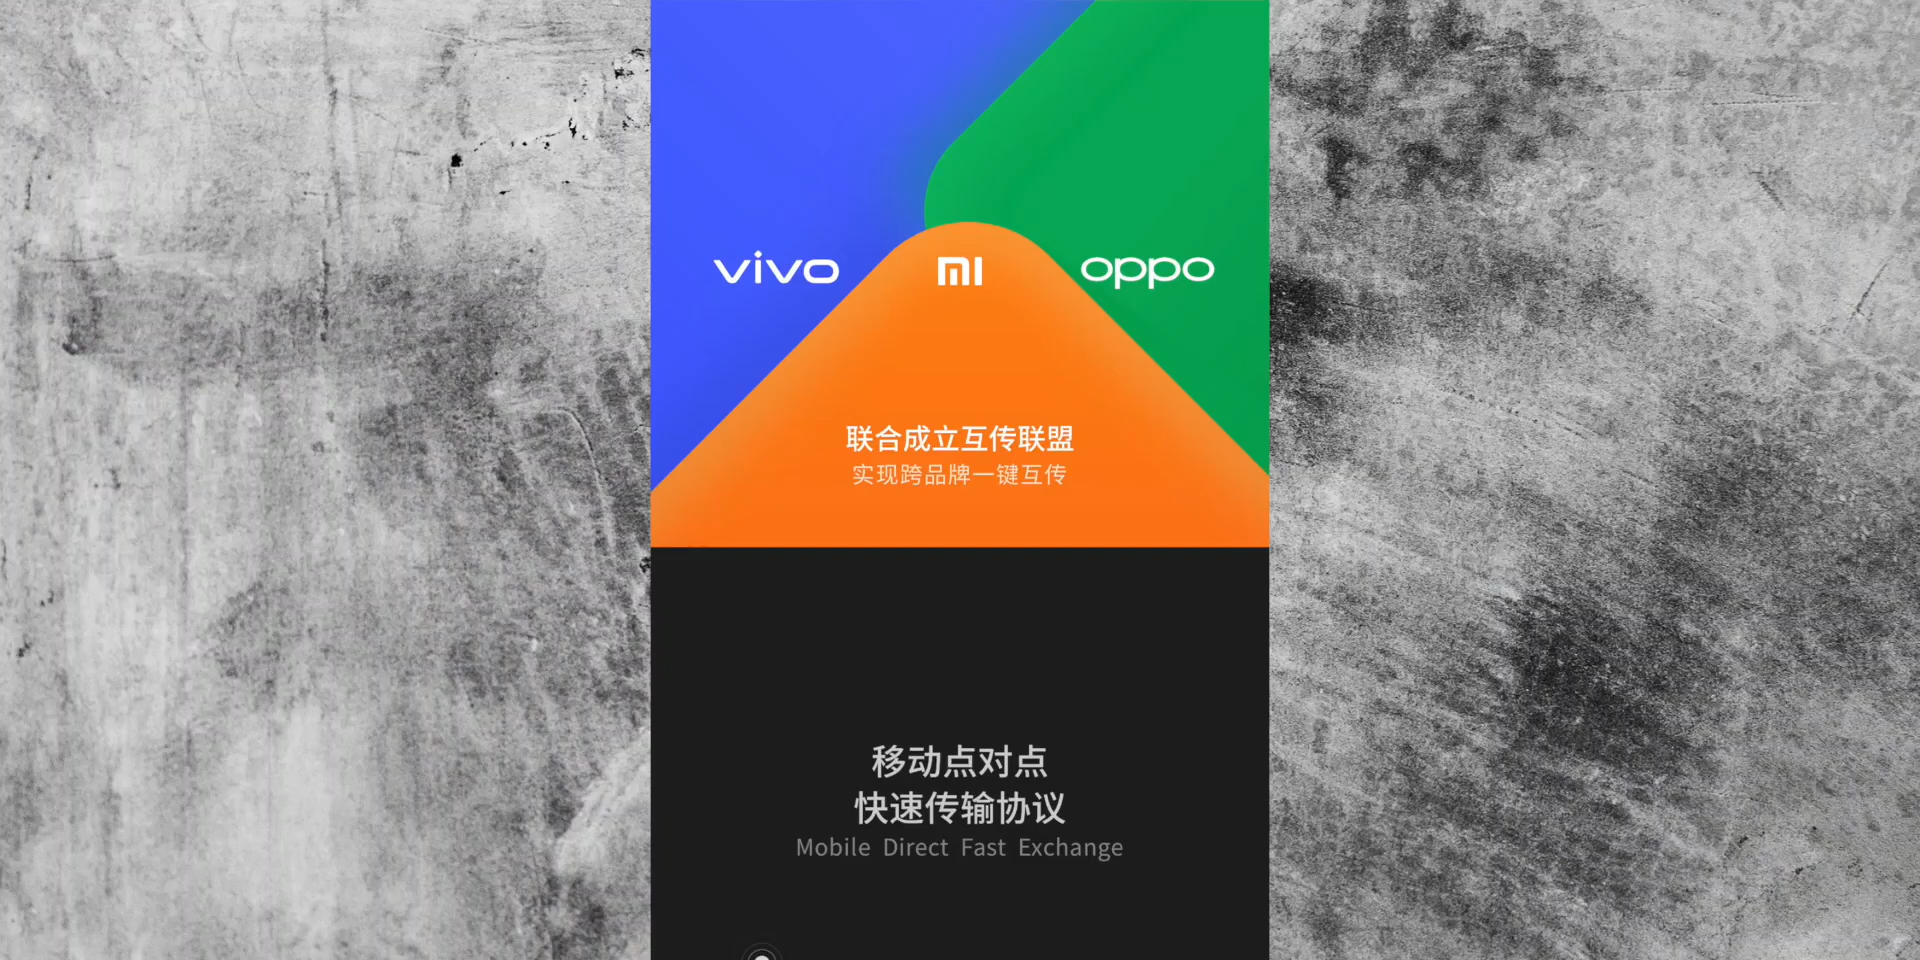 vivo
mi
oppo
联合成立互传联盟
实现跨品牌一键互传
移动点对点
快速传输协议
Mobile Direct Fast Exchange